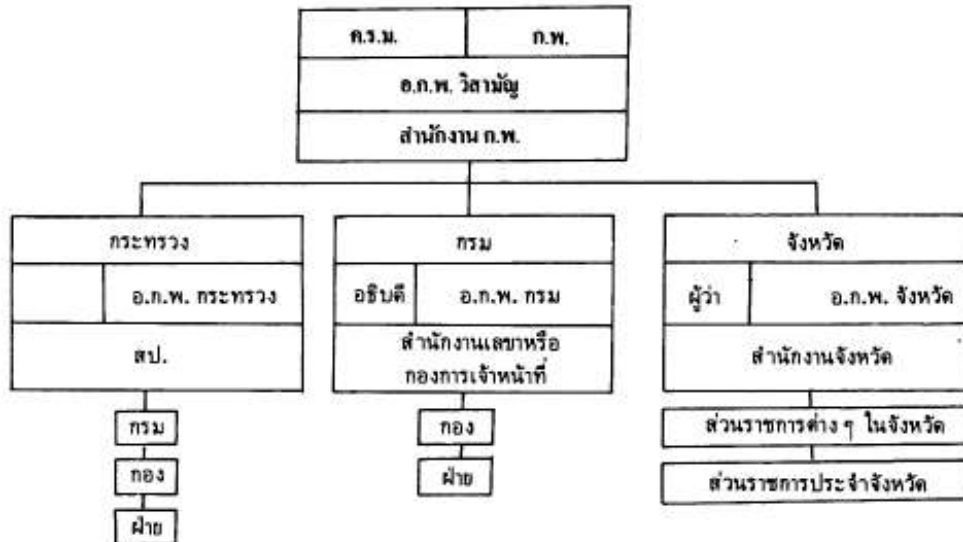 ค.ร.ม. ก.พ.
อ.ก.พ. วิสามัญ
สำนักงาน ก.พ.
กระทรวง
อ.ก.พ. กระทรวง
สป.
กรม
กอง
ฝ่าย
กรม
อธิบดี อ.ก.พ. กรม
สำนักงานเลขาหรือ
กองการเจ้าหน้าที่
กอง
ฝ่าย
จังหวัด
ผู้ว่า อ.ก.พ. จังหวัด
สำนักงานจังหวัด
ส่วนราชการต่าง ๆ ในจังหวัด
ส่วนราชการประจำจังหวัด